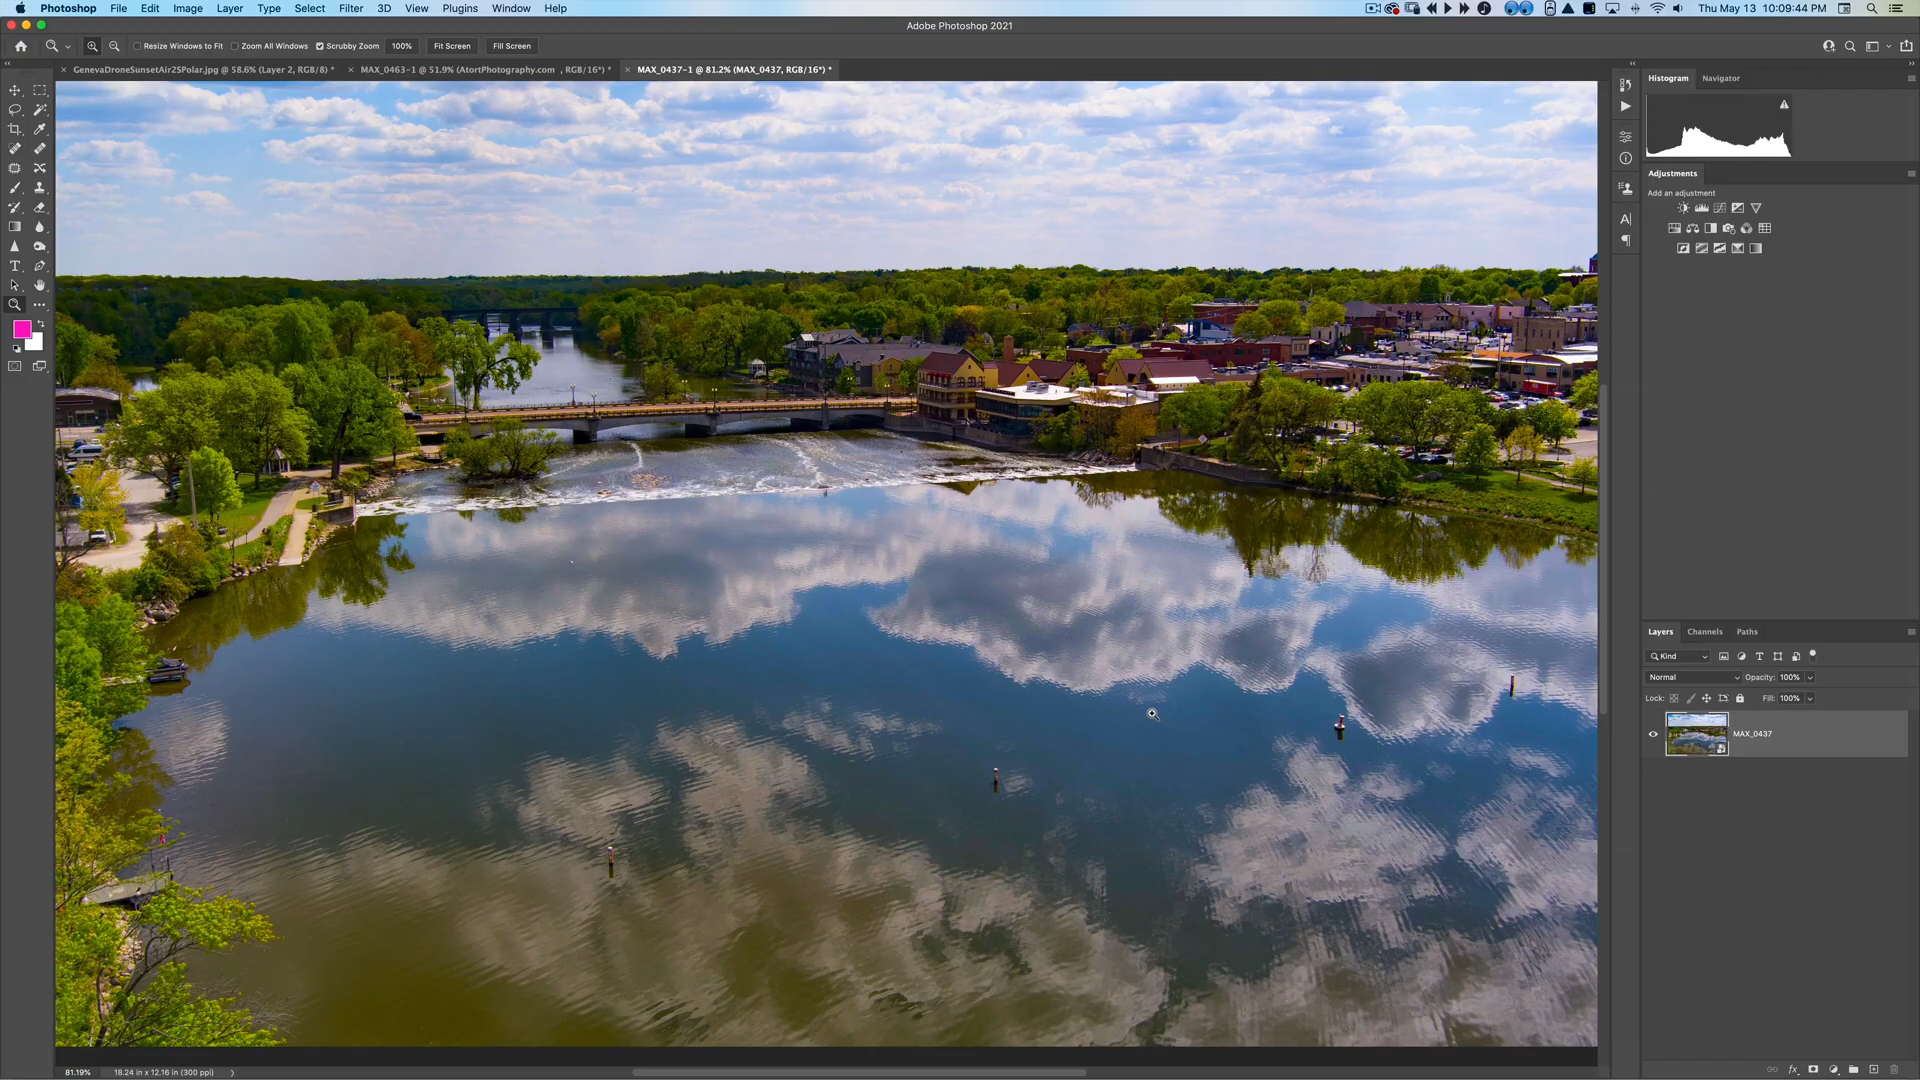 Photoshop File Edit Image Layer Type Select Filter 3D View Plugins Window Help
Thu May 13 10:09:44 PM
Adobe Photoshop 2021
Resize Windows to Fit Zoom All Windows Scrubby Zoom 100% Fit Screen Fill Screen
GenevaDroneSunsetAir2SPolar.jpg @ 58.6% (Layer 2, RGB/8) *
MAX_0463-1 @ 51.9% (AtortPhotography.com , RGB/16*) *
MAX_0437-1 @ 81.2% (MAX_0437, RGB/16*) *
Histogram Navigator
Adjustments
Add an adjustment
Layers Channels Paths
Kind
Normal Opacity: 100%
Lock: Fill: 100%
MAX_0437
81.19% 18.24 in x 12.16 in (300 ppi)